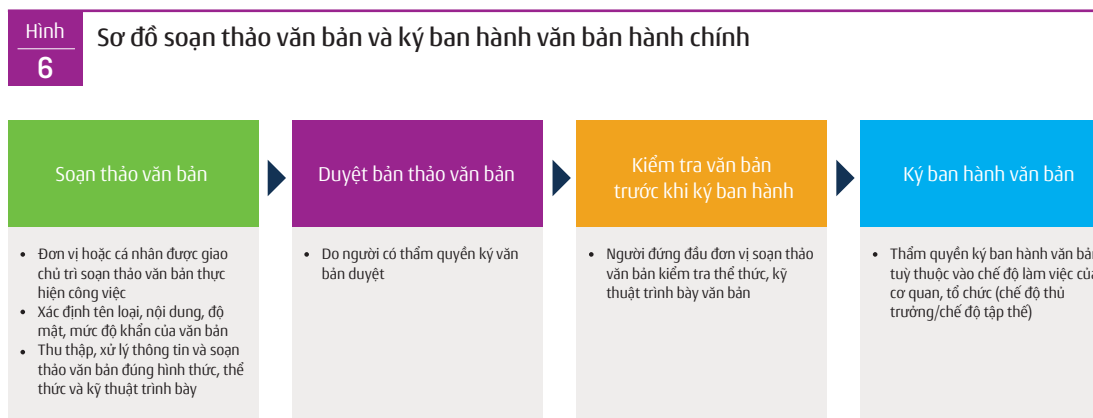 Hình
6
Sơ đồ soạn thảo văn bản và ký ban hành văn bản hành chính
Soạn thảo văn bản
• Đơn vị hoặc cá nhân được giao
chủ trì soạn thảo văn bản thực
hiện công việc
• Xác định tên loại, nội dung, độ
mật, mức độ khẩn của văn bản
• Thu thập, xử lý thông tin và soạn
thảo văn bản đúng hình thức, thể
thức và kỹ thuật trình bày
Duyệt bản thảo văn bản
• Do người có thẩm quyền ký văn
bản duyệt
Kiểm tra văn bản
trước khi ký ban hành
• Người đứng đầu đơn vị soạn thảo
văn bản kiểm tra thể thức, kỹ
thuật trình bày văn bản
Ký ban hành văn bản
• Thẩm quyền ký ban hành văn bản
tuỳ thuộc vào chế độ làm việc của
cơ quan, tổ chức (chế độ thủ
trưởng/chế độ tập thể)